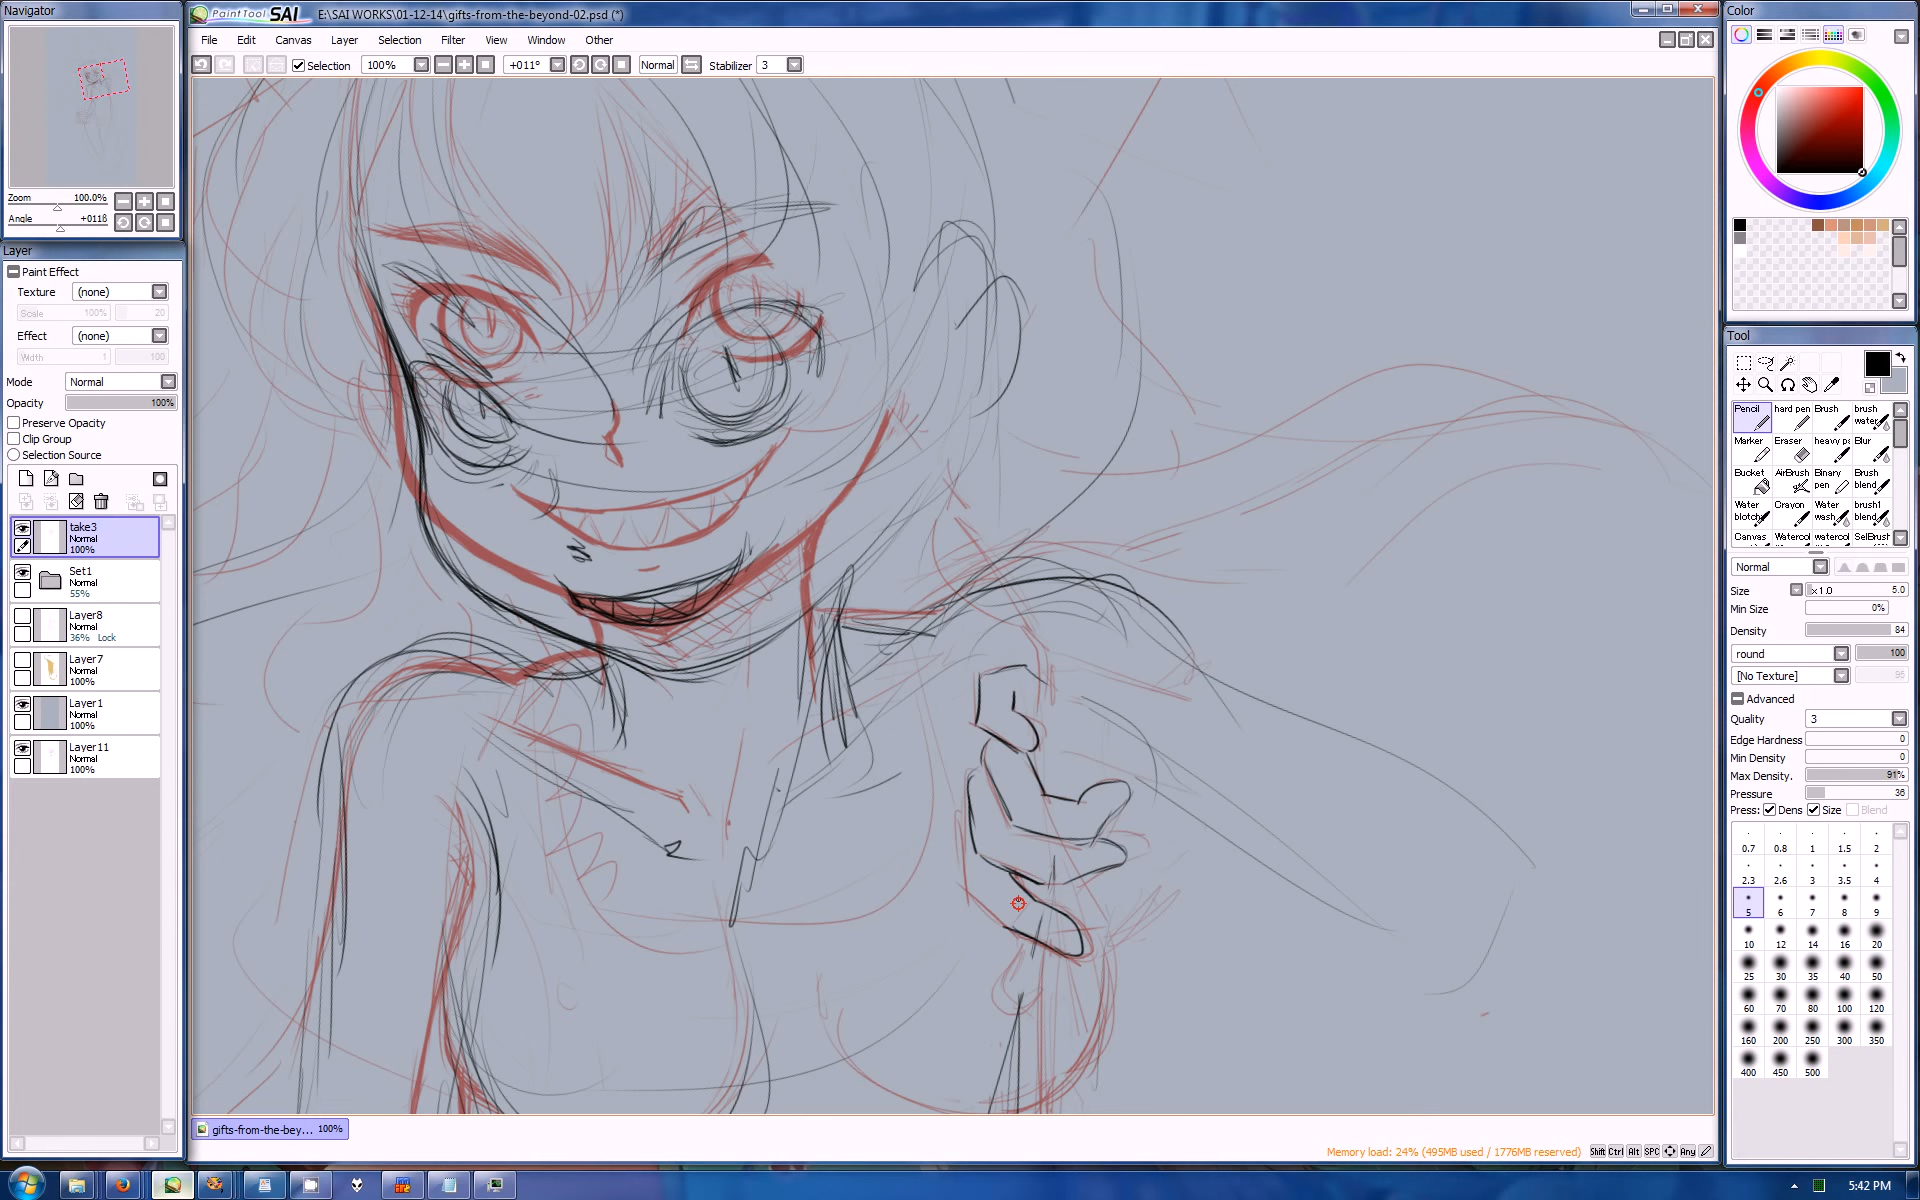 Navigator
Zoom 100.0%
Angle +011ß
Layer
Paint Effect
Texture (none)
Scale 100% 20
Effect (none)
Width 1 100
Mode Normal
Opacity 100%
Preserve Opacity
Clip Group
Selection Source
take3
Normal
100%
Set1
Normal
55%
Layer8
Normal
36% Lock
Layer7
Normal
100%
Layer1
Normal
100%
Layer11
Normal
100%
PaintTool SAI E:\SAI WORKS\01-12-14\gifts-from-the-beyond-02.psd (*)
File Edit Canvas Layer Selection Filter View Window Other
Selection 100% +011° Normal Stabilizer 3
gifts-from-the-bey... 100%
Memory load: 24% (495MB used / 1776MB reserved) Shift Ctrl Alt SPC Any
Color
Tool
Pencil hard pen Brush brush water
Marker Eraser heavy p Blur
Bucket AirBrush Binary pen Brush blend
Water blotch Crayon Water wash brush1 blend
Canvas Watercol watercol SelBrush
Normal
Size x1.0 5.0
Min Size 0%
Density 84
round 100
[No Texture] 95
Advanced
Quality 3
Edge Hardness 0
Min Density 0
Max Density. 91%
Pressure 36
Press: Dens Size Blend
0.7 0.8 1 1.5 2
2.3 2.6 3 3.5 4
5 6 7 8 9
10 12 14 16 20
25 30 35 40 50
60 70 80 100 120
160 200 250 300 350
400 450 500
5:42 PM